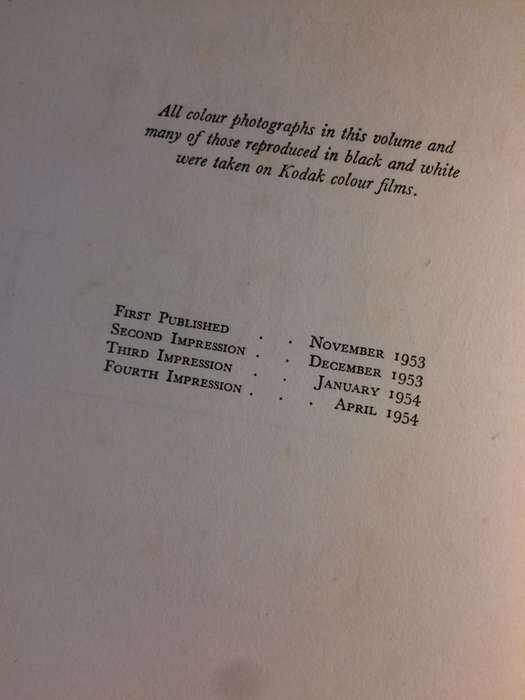 All colour photographs in this volume and
many of those reproduced in black and white
were taken on Kodak colour films.
First Published . . November 1953
Second Impression . . December 1953
Third Impression . . January 1954
Fourth Impression . . . April 1954